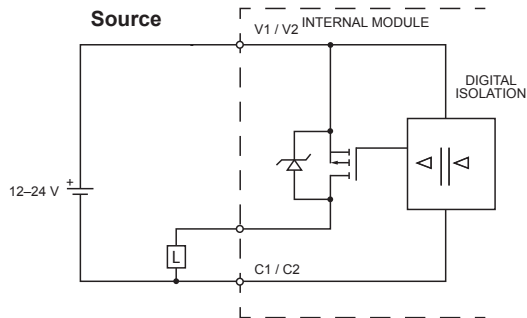 Source
V1 / V2
INTERNAL MODULE
DIGITAL
ISOLATION
12–24 V
+
L
C1 / C2